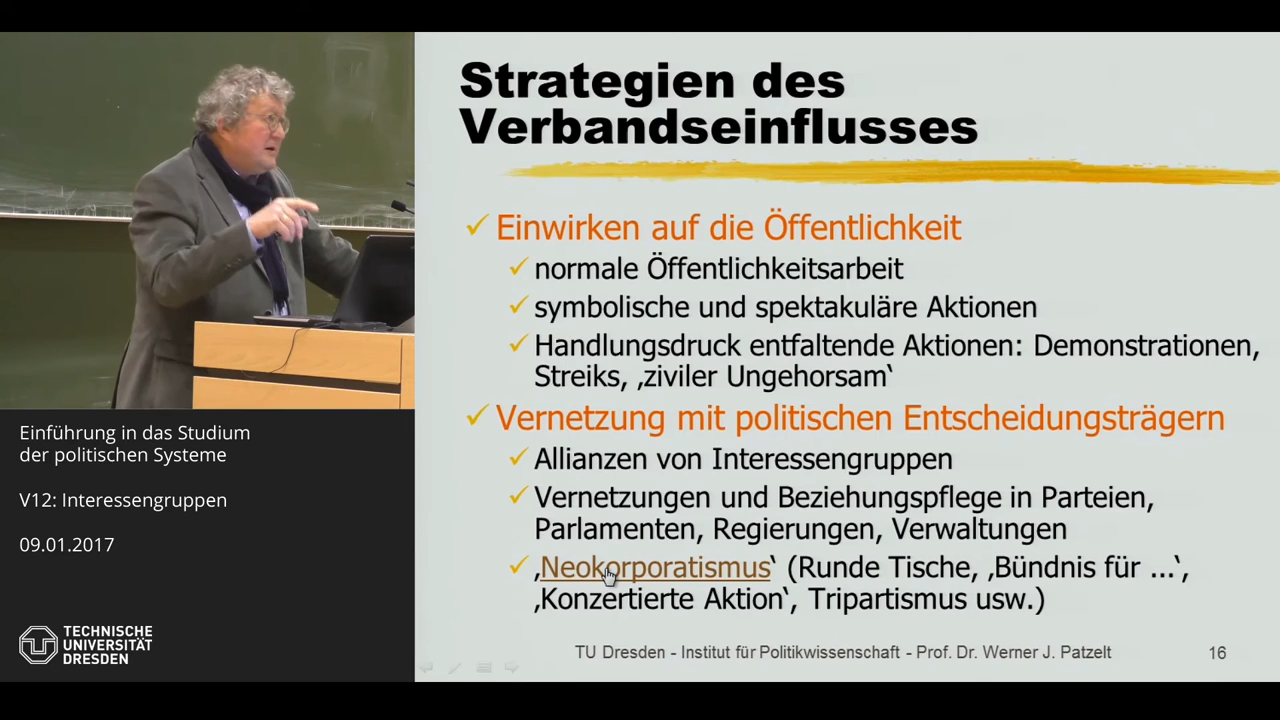 Strategien des
Verbandseinflusses
Einwirken auf die Öffentlichkeit
normale Öffentlichkeitsarbeit
symbolische und spektakuläre Aktionen
Handlungsdruck entfaltende Aktionen: Demonstrationen,
Streiks, ‚ziviler Ungehorsam‘
Vernetzung mit politischen Entscheidungsträgern
Allianzen von Interessengruppen
Vernetzungen und Beziehungspflege in Parteien,
Parlamenten, Regierungen, Verwaltungen
‚Neokorporatismus‘ (Runde Tische, ‚Bündnis für ...‘,
‚Konzertierte Aktion‘, Tripartismus usw.)
TU Dresden - Institut für Politikwissenschaft - Prof. Dr. Werner J. Patzelt 16
Einführung in das Studium
der politischen Systeme
V12: Interessengruppen
09.01.2017
TECHNISCHE
UNIVERSITÄT
DRESDEN